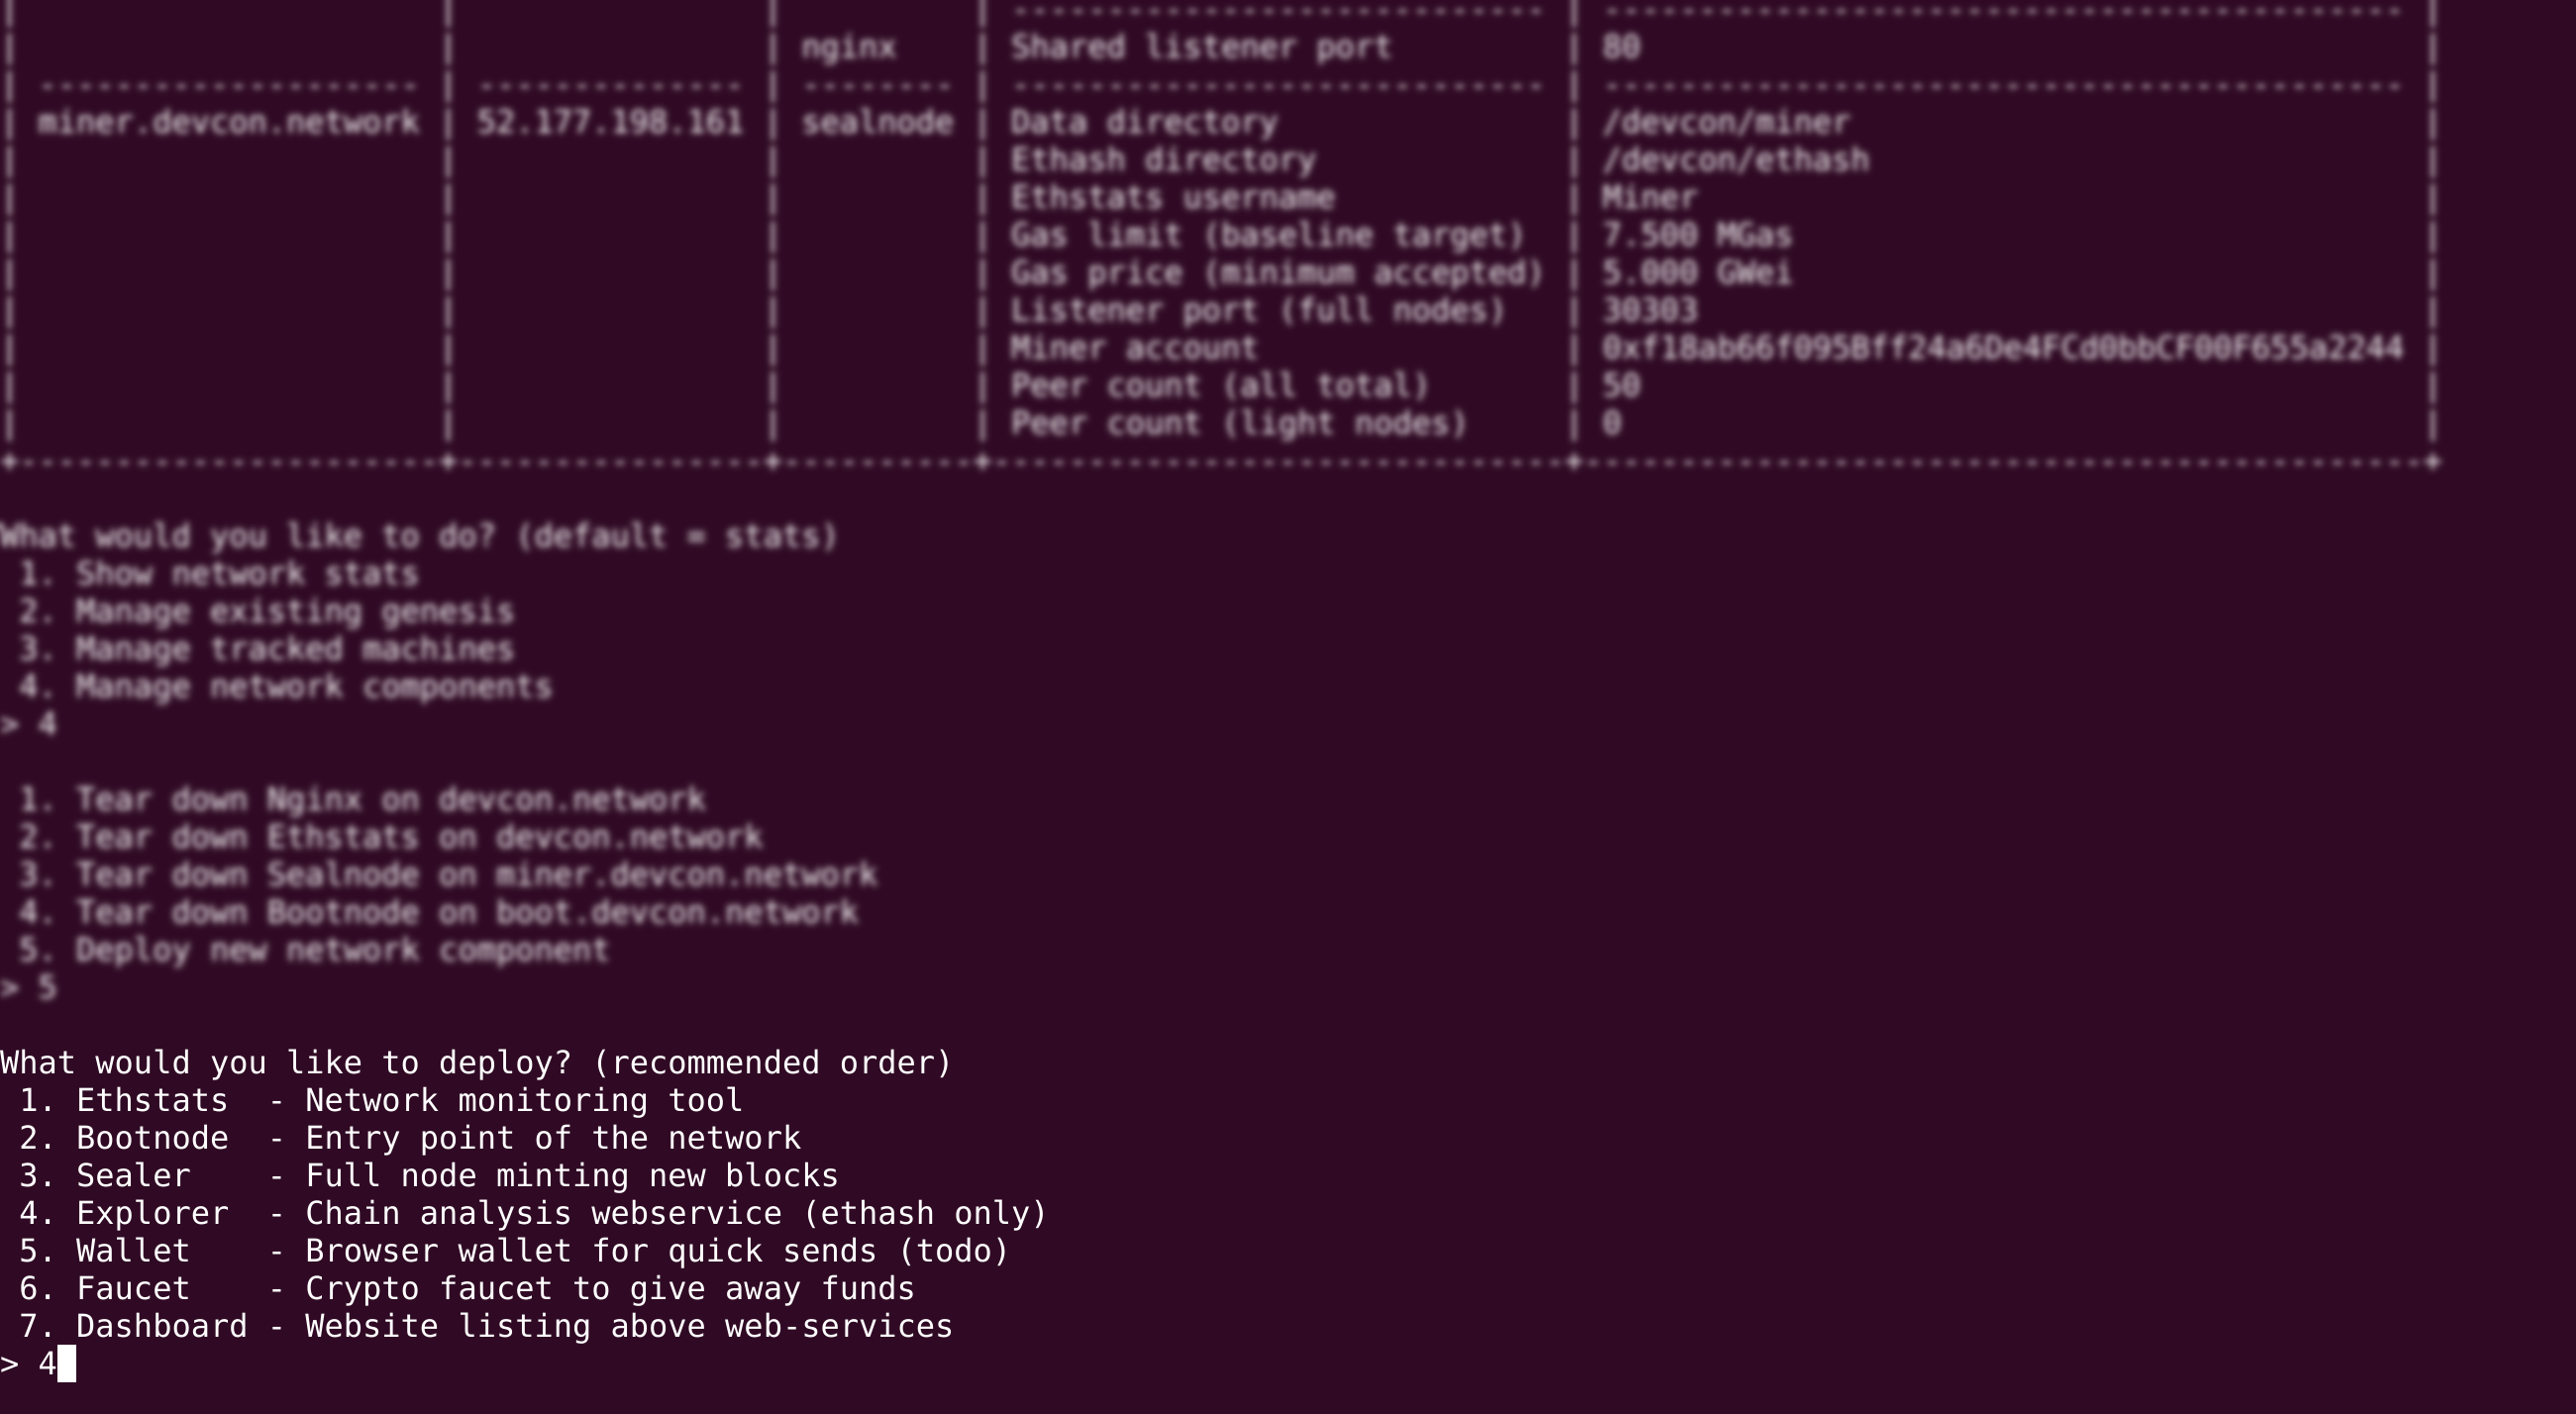 nginx | Shared listener port | 80
miner.devcon.network | 52.177.198.161 | sealnode | Data directory | /devcon/miner
Ethash directory | /devcon/ethash
Ethstats username | Miner
Gas limit (baseline target) | 7.500 MGas
Gas price (minimum accepted) | 5.000 GWei
Listener port (full nodes) | 30303
Miner account | 0xf18ab66f095Bff24a6De4FCd0bbCF00F655a2244
Peer count (all total) | 50
Peer count (light nodes) | 0
What would you like to do? (default = stats)
1. Show network stats
2. Manage existing genesis
3. Manage tracked machines
4. Manage network components
> 4
1. Tear down Nginx on devcon.network
2. Tear down Ethstats on devcon.network
3. Tear down Sealnode on miner.devcon.network
4. Tear down Bootnode on boot.devcon.network
5. Deploy new network component
> 5
What would you like to deploy? (recommended order)
1. Ethstats - Network monitoring tool
2. Bootnode - Entry point of the network
3. Sealer - Full node minting new blocks
4. Explorer - Chain analysis webservice (ethash only)
5. Wallet - Browser wallet for quick sends (todo)
6. Faucet - Crypto faucet to give away funds
7. Dashboard - Website listing above web-services
> 4